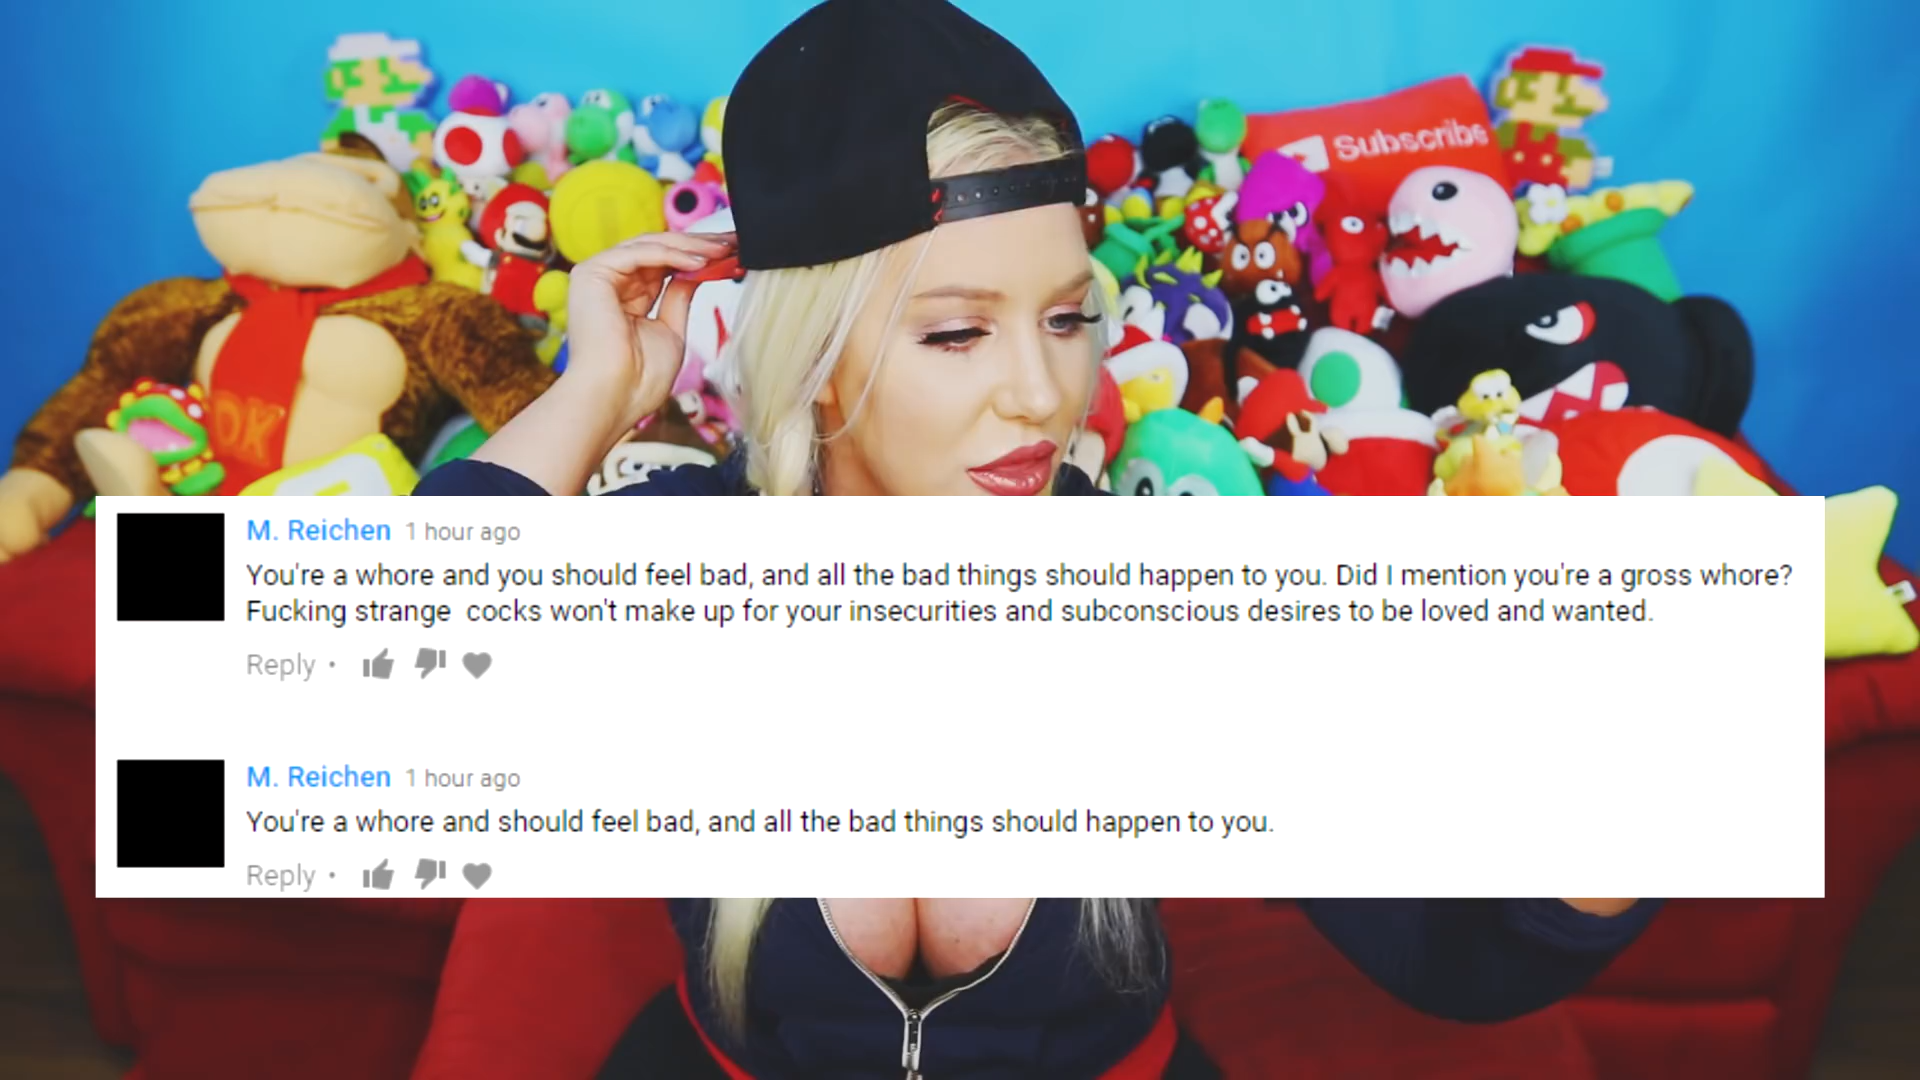 Subscribe
DK
M. Reichen 1 hour ago
You're a whore and you should feel bad, and all the bad things should happen to you. Did I mention you're a gross whore?
Fucking strange  cocks won't make up for your insecurities and subconscious desires to be loved and wanted.
Reply •
M. Reichen 1 hour ago
You're a whore and should feel bad, and all the bad things should happen to you.
Reply •